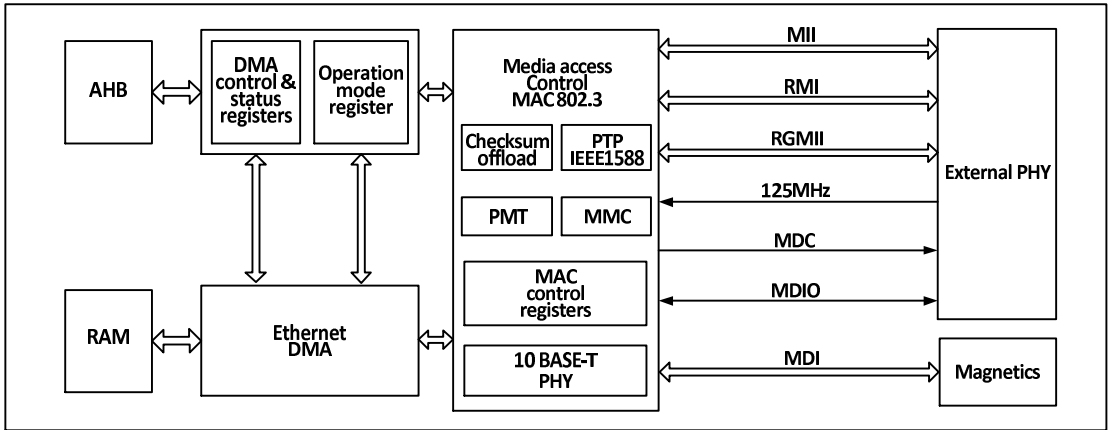 AHB
DMA
control &
status
registers
Operation
mode
register
Media access
Control
MAC 802.3
Checksum
offload
PTP
IEEE1588
PMT
MMC
MAC
control
registers
10 BASE-T
PHY
RAM
Ethernet
DMA
MII
RMI
RGMII
125MHz
MDC
MDIO
MDI
External PHY
Magnetics